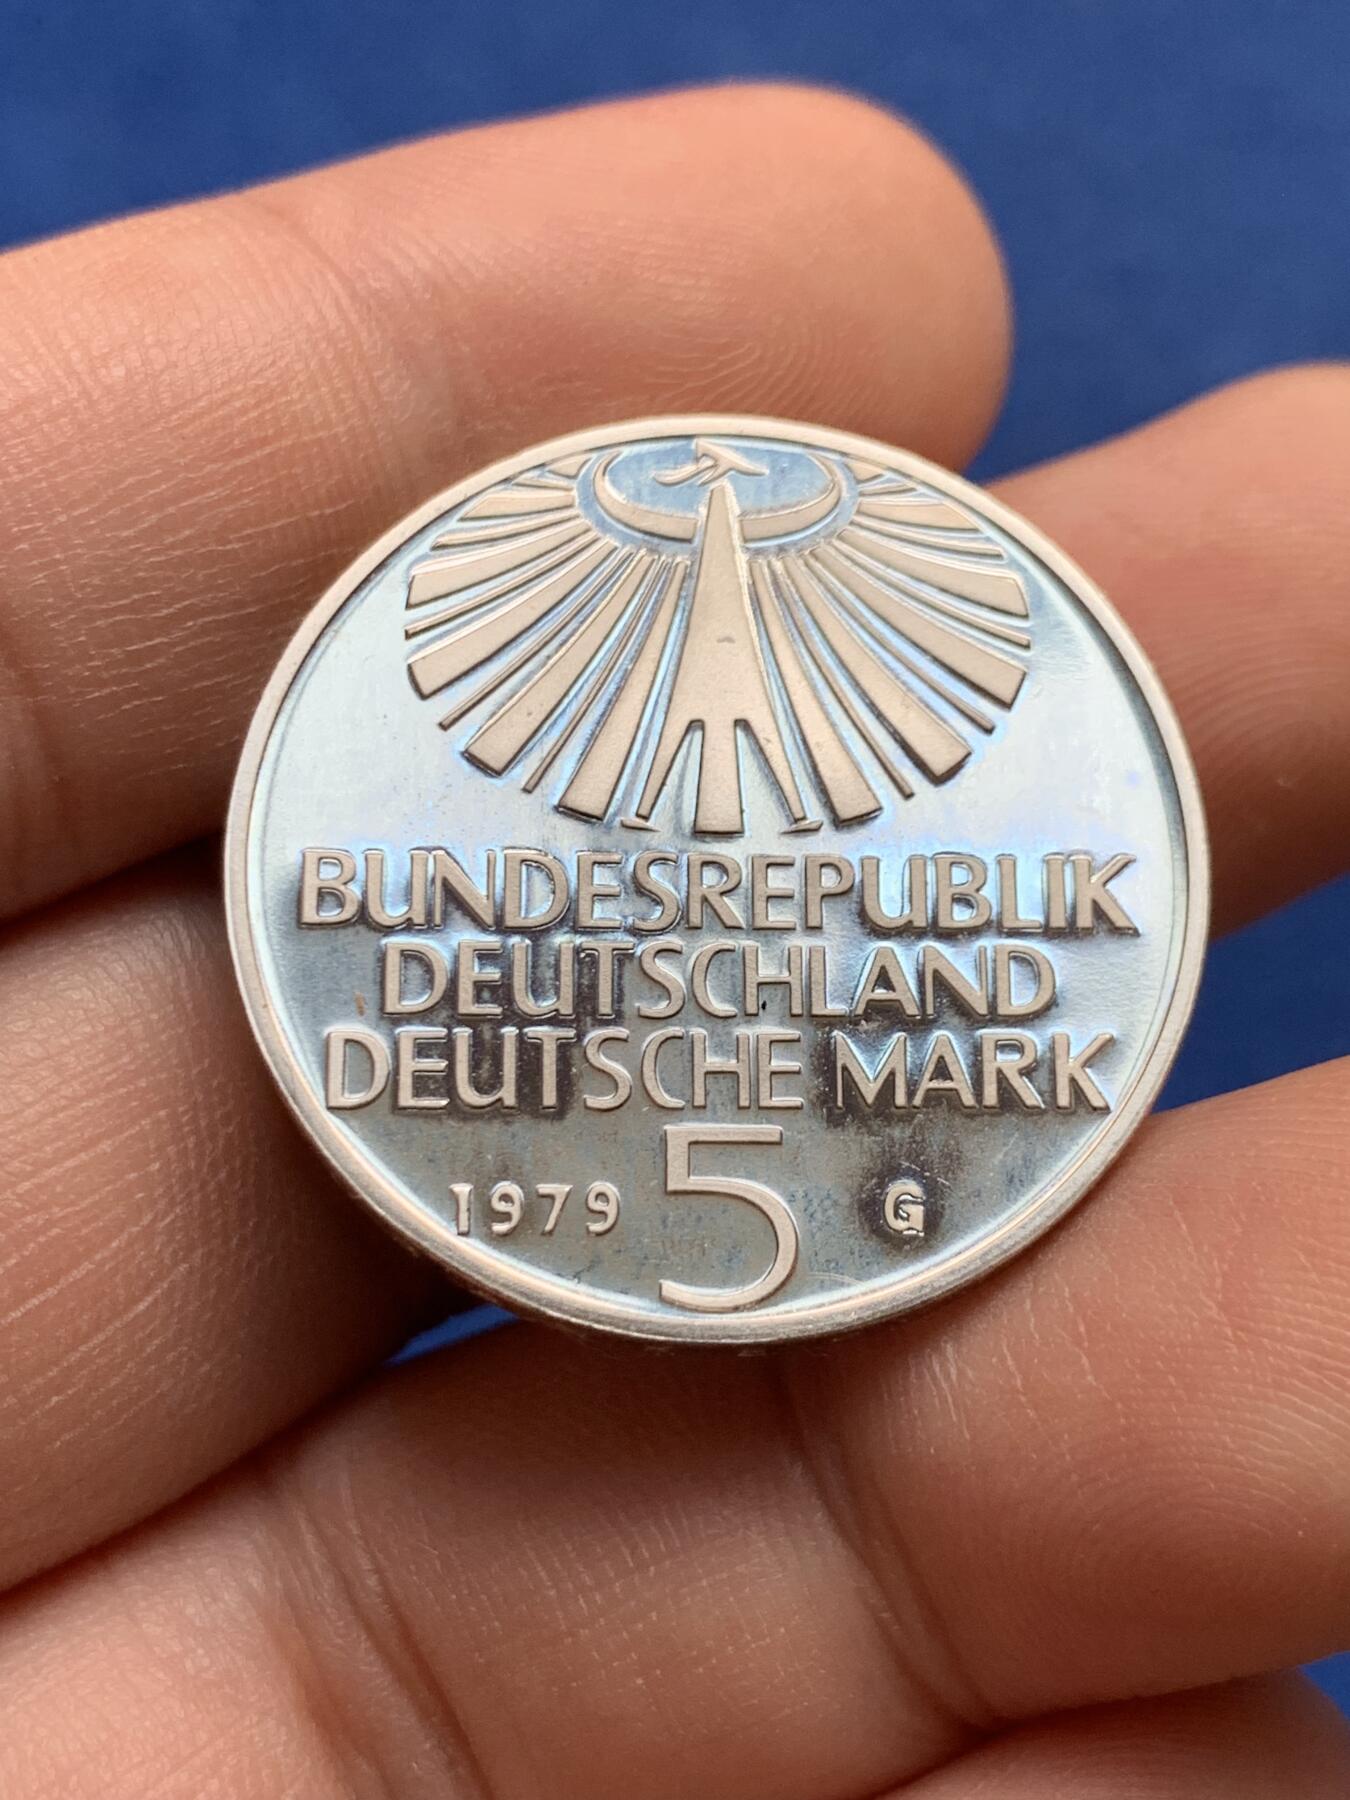 BUNDESREPUBLIK
DEUTSCHLAND
DEUTSCHE MARK
1979 5 G